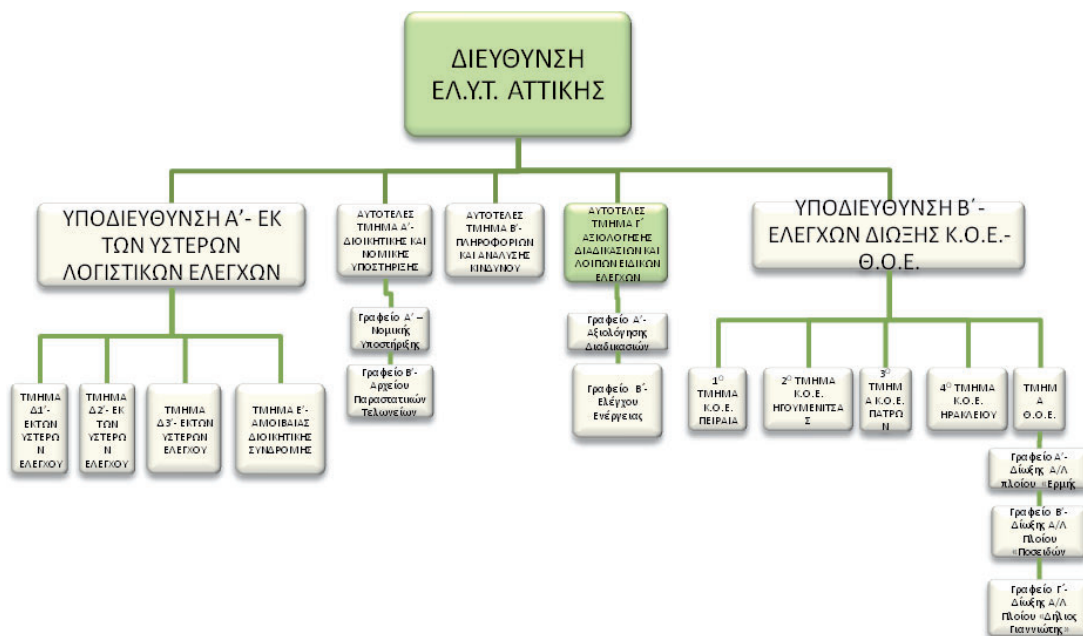 ΔΙΕΥΘΥΝΣΗ
ΕΛ.Υ.Τ. ΑΤΤΙΚΗΣ
ΥΠΟΔΙΕΥΘΥΝΣΗ Α΄- ΕΚ
ΤΩΝ ΥΣΤΕΡΩΝ
ΛΟΓΙΣΤΙΚΩΝ ΕΛΕΓΧΩΝ
ΑΥΤΟΤΕΛΕΣ
ΤΜΗΜΑ Α΄-
ΔΙΟΙΚΗΤΙΚΗΣ ΚΑΙ
ΝΟΜΙΚΗΣ
ΥΠΟΣΤΗΡΙΞΗΣ
ΑΥΤΟΤΕΛΕΣ
ΤΜΗΜΑ Β΄-
ΠΛΗΡΟΦΟΡΙΩΝ
ΚΑΙ ΑΝΑΛΥΣΗΣ
ΚΙΝΔΥΝΟΥ
ΑΥΤΟΤΕΛΕΣ
ΤΜΗΜΑ Γ΄
ΑΞΙΟΛΟΓΗΣΗΣ
ΔΙΑΔΙΚΑΣΙΩΝ ΚΑΙ
ΛΟΙΠΩΝ ΕΙΔΙΚΩΝ
ΕΛΕΓΧΩΝ
ΥΠΟΔΙΕΥΘΥΝΣΗ Β΄-
ΕΛΕΓΧΩΝ ΔΙΩΞΗΣ Κ.Ο.Ε.-
Θ.Ο.Ε.
Γραφείο Α΄ –
Νομικής
Υποστήριξης
Γραφείο Β΄-
Αρχείου
Παραστατικών
Τελωνείων
Γραφείο Α΄-
Αξιολόγησης
Διαδικασιών
Γραφείο Β΄-
Ελέγχου
Ενέργειας
ΤΜΗΜΑ
Δ1΄-
ΕΚΤΩΝ
ΥΣΤΕΡΩ
Ν
ΕΛΕΓΧΟΥ
ΤΜΗΜΑ
Δ2΄- ΕΚ
ΤΩΝ
ΥΣΤΕΡΩ
Ν
ΕΛΕΓΧΟΥ
ΤΜΗΜΑ
Δ3΄- ΕΚΤΩΝ
ΥΣΤΕΡΩΝ
ΕΛΕΓΧΟΥ
ΤΜΗΜΑ Ε΄-
ΑΜΟΙΒΑΙΑΣ
ΔΙΟΙΚΗΤΙΚΗΣ
ΣΥΝΔΡΟΜΗΣ
1Ο
ΤΜΗΜΑ
Κ.Ο.Ε.
ΠΕΙΡΑΙΑ
2Ο ΤΜΗΜΑ
Κ.Ο.Ε.
ΗΓΟΥΜΕΝΙΤΣΑ
Σ
3Ο
ΤΜΗΜ
Α Κ.Ο.Ε.
ΠΑΤΡΩ
Ν
4Ο ΤΜΗΜΑ
Κ.Ο.Ε.
ΗΡΑΚΛΕΙΟΥ
ΤΜΗΜ
Α
Θ.Ο.Ε.
Γραφείο Α΄-
Δίωξης Α/Λ
πλοίου «Ερμής
Γραφείο Β΄-
Δίωξης Α/Λ
Πλοίου
«Ποσειδών
Γραφείο Γ΄-
Δίωξης Α/Λ
Πλοίου «Δήλιος
Γιαννιώτης»